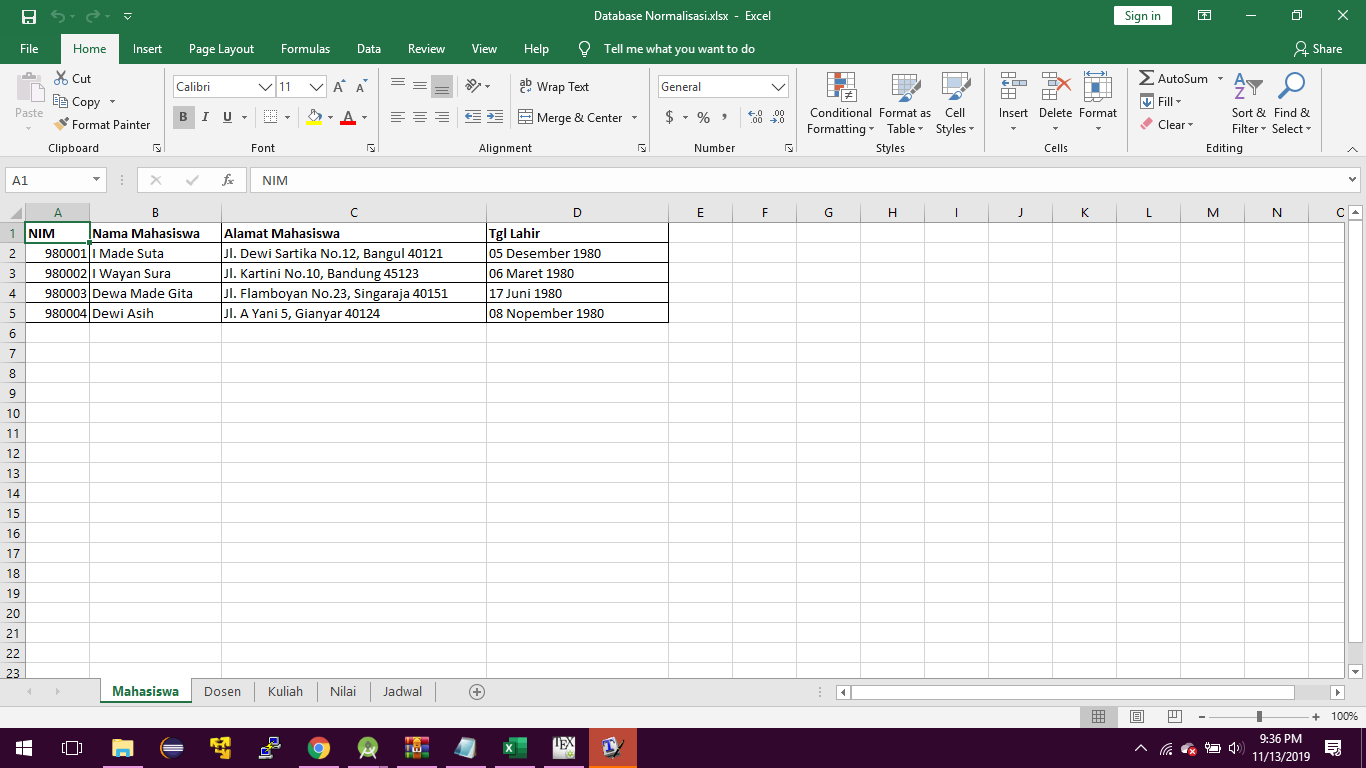 Database Normalisasi.xlsx - Excel
Sign in
File Home Insert Page Layout Formulas Data Review View Help Tell me what you want to do Share
Paste
Cut
Copy
Format Painter
Clipboard
Calibri 11
A A
B I U A
Font
ab Wrap Text
Merge & Center
Alignment
General
$ % ,
Number
Conditional Formatting
Format as Table
Cell Styles
Styles
Insert Delete Format
Cells
AutoSum
Fill
Clear
Sort & Filter
Find & Select
Editing
A1 fx NIM
A B C D E F G H I J K L M N O
1 NIM Nama Mahasiswa Alamat Mahasiswa Tgl Lahir
2 980001 I Made Suta Jl. Dewi Sartika No.12, Bangul 40121 05 Desember 1980
3 980002 I Wayan Sura Jl. Kartini No.10, Bandung 45123 06 Maret 1980
4 980003 Dewa Made Gita Jl. Flamboyan No.23, Singaraja 40151 17 Juni 1980
5 980004 Dewi Asih Jl. A Yani 5, Gianyar 40124 08 Nopember 1980
6
7
8
9
10
11
12
13
14
15
16
17
18
19
20
21
22
23
Mahasiswa Dosen Kuliah Nilai Jadwal
100%
9:36 PM
11/13/2019